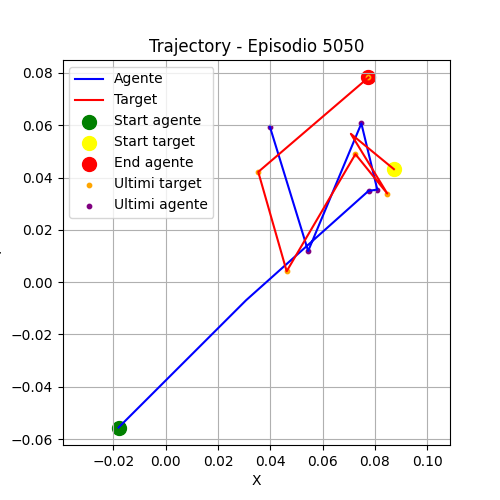 Trajectory - Episodio 5050
Agente
Target
Start agente
Start target
End agente
Ultimi target
Ultimi agente
0.08
0.06
0.04
0.02
0.00
−0.02
−0.04
−0.06
−0.02
0.00
0.02
0.04
0.06
0.08
0.10
X